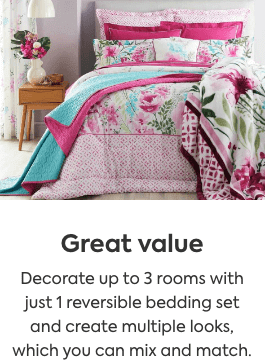 Great value
Decorate up to 3 rooms with
just 1 reversible bedding set
and create multiple looks,
which you can mix and match.